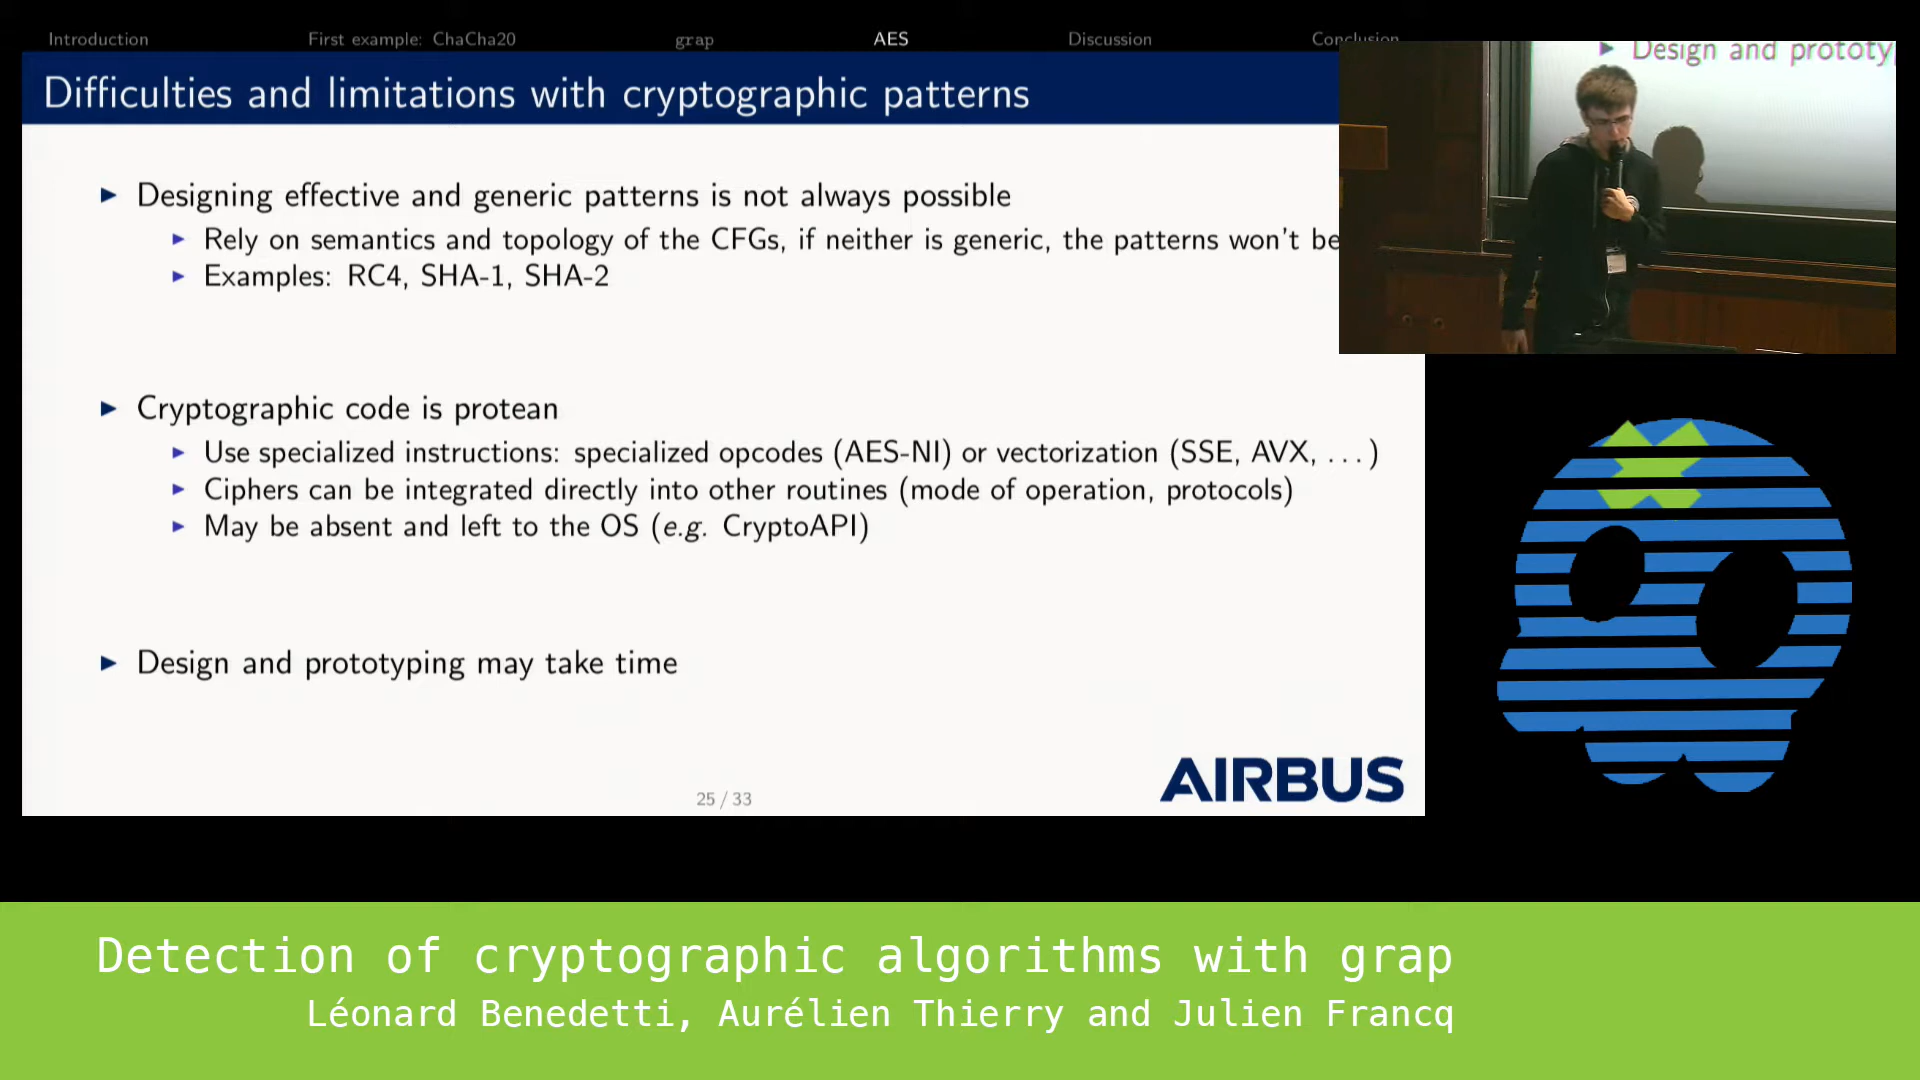 Introduction First example: ChaCha20 grap AES Discussion Conclusion
Difficulties and limitations with cryptographic patterns
Design and prototy
▶ Designing effective and generic patterns is not always possible
▶ Rely on semantics and topology of the CFGs, if neither is generic, the patterns won't be
▶ Examples: RC4, SHA-1, SHA-2
▶ Cryptographic code is protean
▶ Use specialized instructions: specialized opcodes (AES-NI) or vectorization (SSE, AVX, ...)
▶ Ciphers can be integrated directly into other routines (mode of operation, protocols)
▶ May be absent and left to the OS (e.g. CryptoAPI)
▶ Design and prototyping may take time
AIRBUS
25 / 33
Detection of cryptographic algorithms with grap
Léonard Benedetti, Aurélien Thierry and Julien Francq